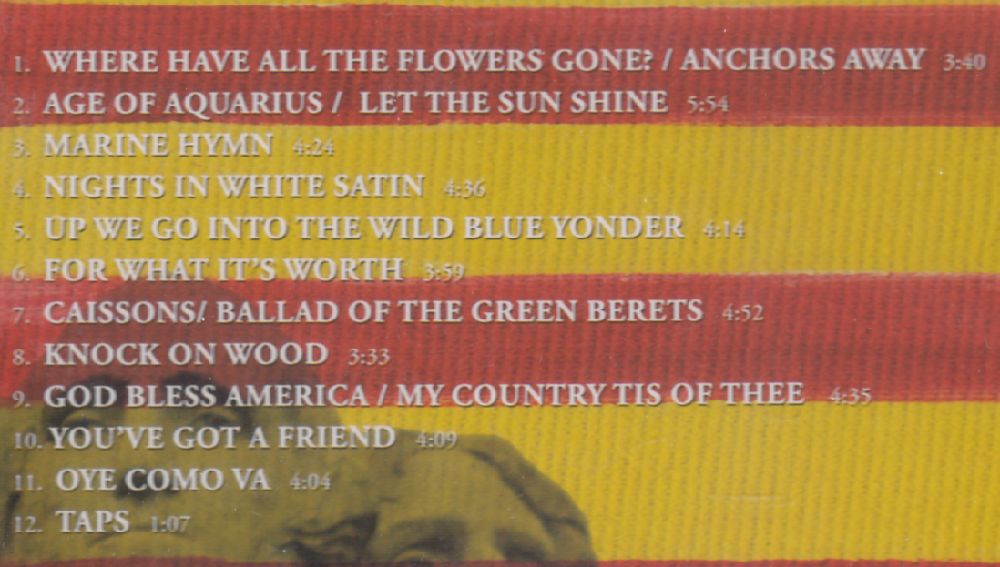 1. WHERE HAVE ALL THE FLOWERS GONE? / ANCHORS AWAY 3:40
2. AGE OF AQUARIUS / LET THE SUN SHINE 5:54
3. MARINE HYMN 4:24
4. NIGHTS IN WHITE SATIN 4:36
5. UP WE GO INTO THE WILD BLUE YONDER 4:14
6. FOR WHAT IT'S WORTH 3:59
7. CAISSONS/ BALLAD OF THE GREEN BERETS 4:52
8. KNOCK ON WOOD 3:33
9. GOD BLESS AMERICA / MY COUNTRY TIS OF THEE 4:35
10. YOU'VE GOT A FRIEND 4:09
11. OYE COMO VA 4:04
12. TAPS 1:07